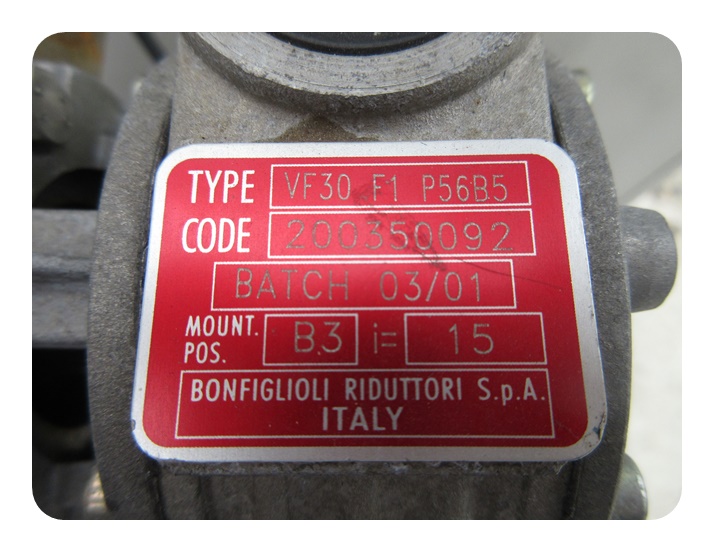 TYPE VF30 F1 P56B5
CODE 200350092
BATCH 03/01
MOUNT. POS. B3 i= 15
BONFIGLIOLI RIDUTTORI S.p.A.
ITALY